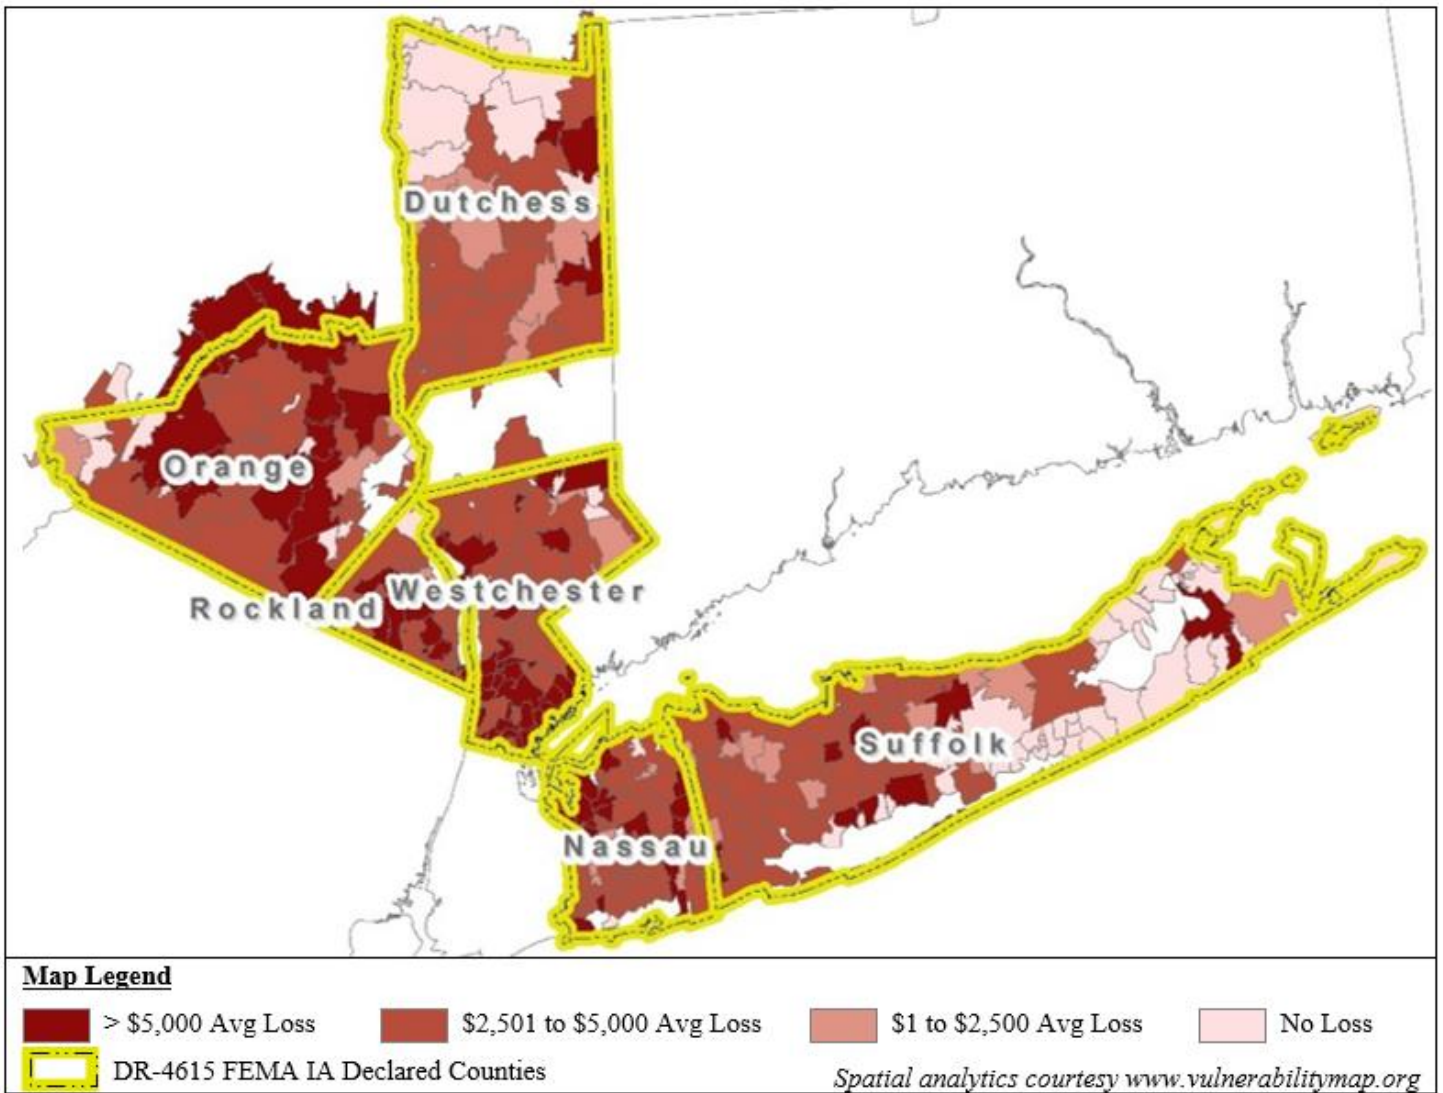 Dutchess
Orange
Rockland
Westchester
Suffolk
Nassau
Map Legend
> $5,000 Avg Loss
$2,501 to $5,000 Avg Loss
$1 to $2,500 Avg Loss
No Loss
DR-4615 FEMA IA Declared Counties
Spatial analytics courtesy www.vulnerabilitymap.org